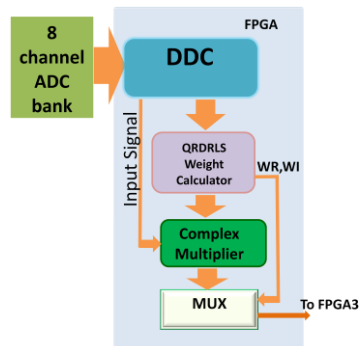 FPGA
8
channel
ADC
bank
DDC
Input Signal
QRDRLS
Weight
Calculator
WR,WI
Complex
Multiplier
MUX
To FPGA3